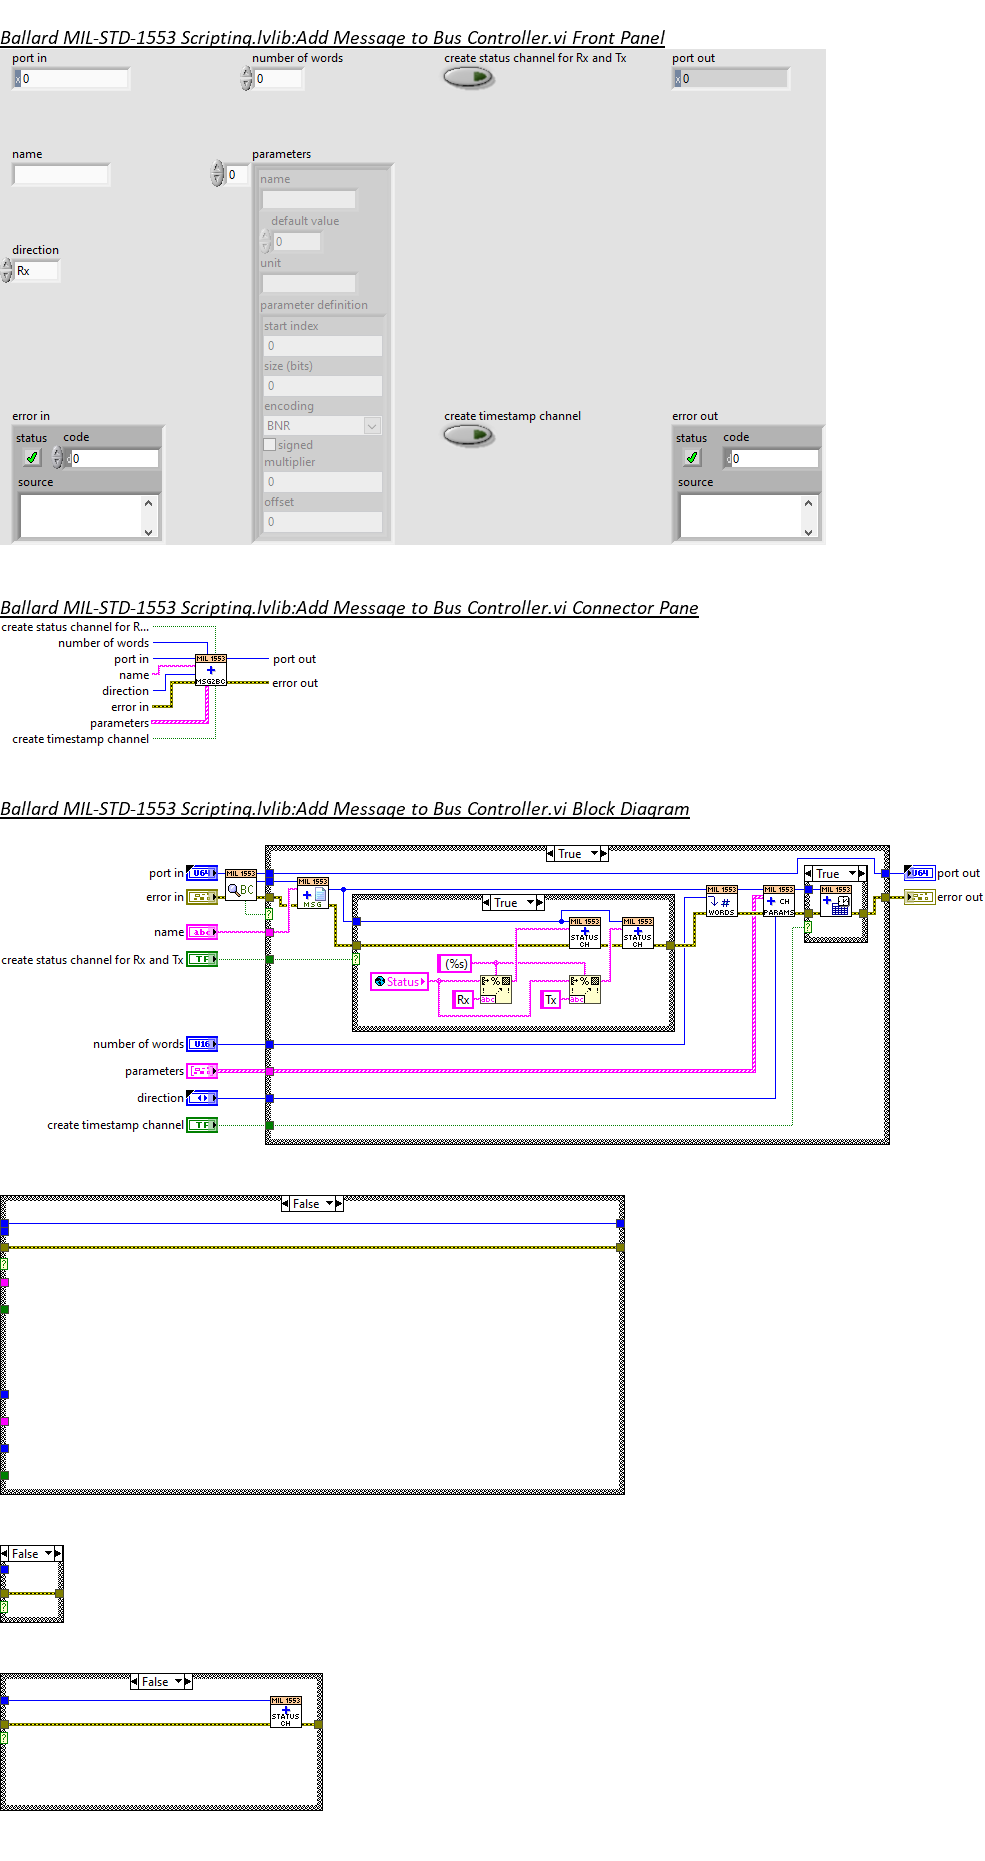 Ballard MIL-STD-1553 Scripting.lvlib:Add Message to Bus Controller.vi Front Panel
port in
number of words
create status channel for Rx and Tx
port out
x 0
0
x 0
name
parameters
0
name
default value
0
direction
Rx
unit
parameter definition
start index
0
size (bits)
0
encoding
BNR
signed
multiplier
0
offset
0
error in
status
code
d 0
source
create timestamp channel
error out
status
code
d 0
source
Ballard MIL-STD-1553 Scripting.lvlib:Add Message to Bus Controller.vi Connector Pane
create status channel for R...
number of words
port in
name
direction
error in
parameters
create timestamp channel
MIL 1553
MSG2BC
port out
error out
Ballard MIL-STD-1553 Scripting.lvlib:Add Message to Bus Controller.vi Block Diagram
True
port in
U64
MIL 1553
BC
MIL 1553
MSG
True
MIL 1553
STATUS
CH
MIL 1553
STATUS
CH
MIL 1553
#
WORDS
MIL 1553
CH
PARAMS
True
MIL 1553
U64
port out
error in
error out
name
abc
create status channel for Rx and Tx
TF
(%s)
Status
%
abc
%
abc
Rx
Tx
number of words
U16
parameters
direction
create timestamp channel
TF
False
?
False
?
False
MIL 1553
STATUS
CH
?